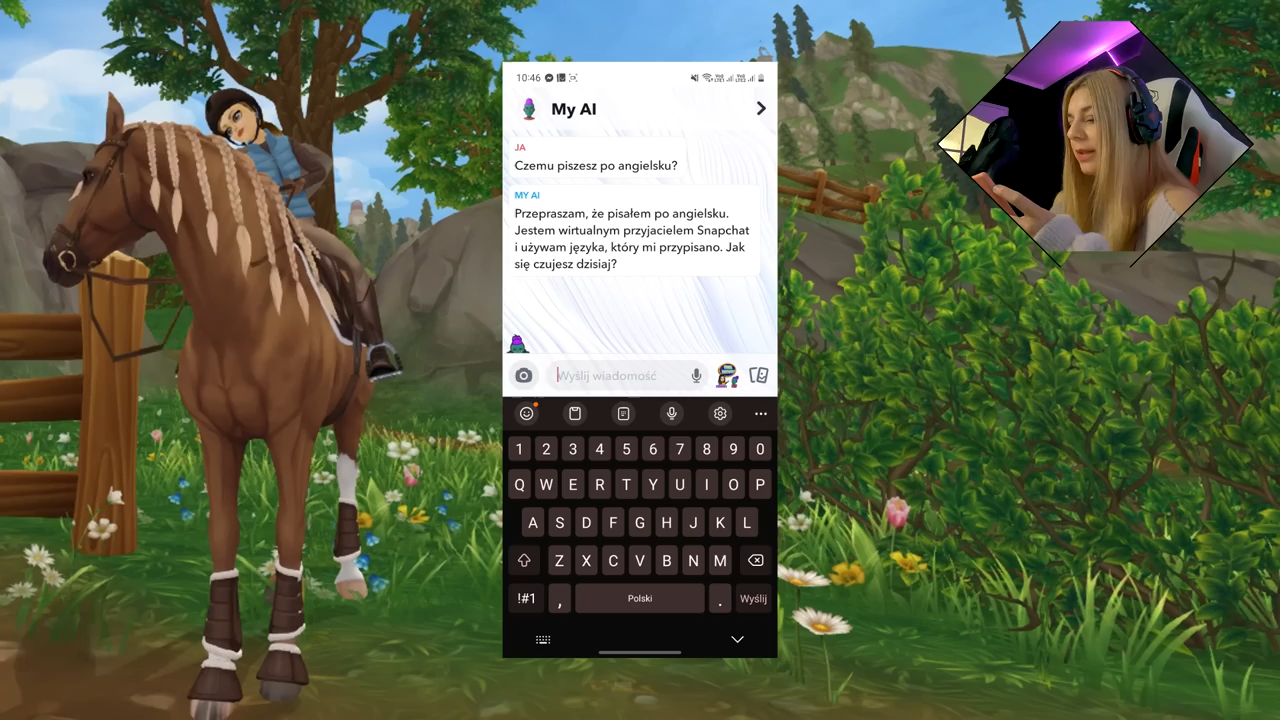 10:46
My AI
JA
Czemu piszesz po angielsku?
MY AI
Przepraszam, że pisałem po angielsku.
Jestem wirtualnym przyjacielem Snapchat
i używam języka, który mi przypisano. Jak
się czujesz dzisiaj?
Wyślij wiadomość
1 2 3 4 5 6 7 8 9 0
Q W E R T Y U I O P
A S D F G H J K L
Z X C V B N M
!#1 , Polski . Wyślij